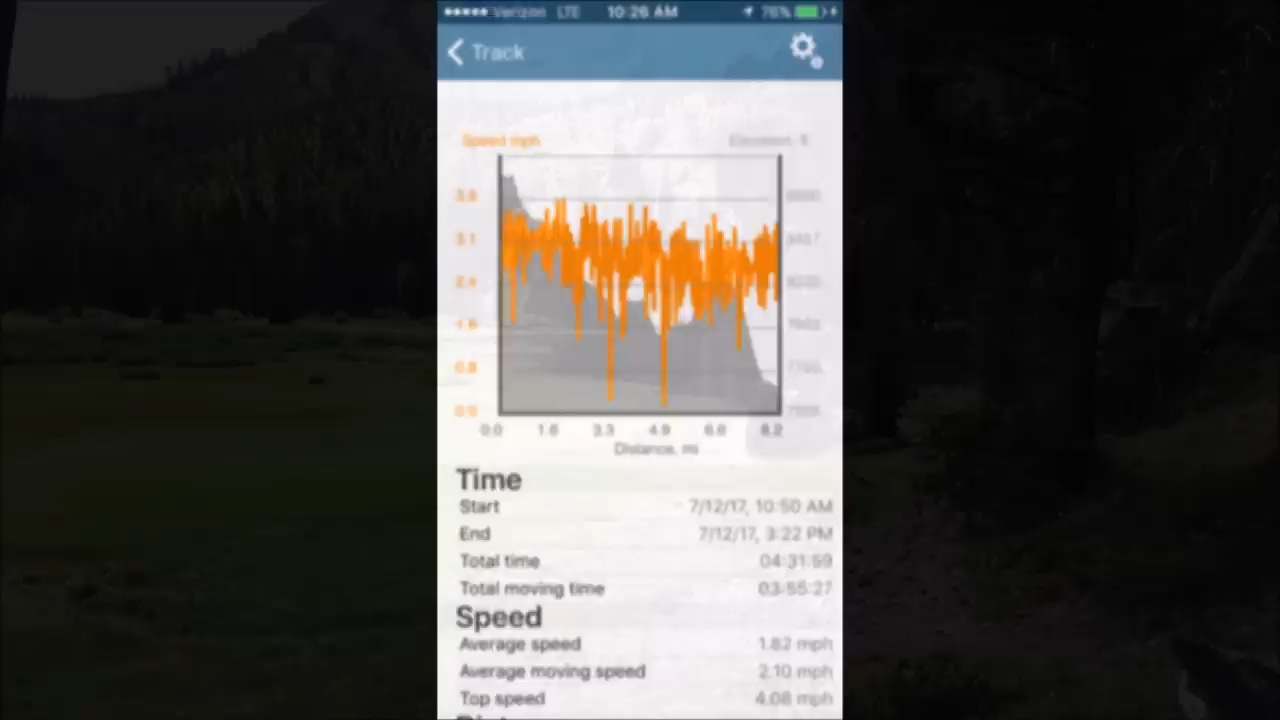 Verizon LTE 10:26 AM 76%
Track
Speed mph Elevation, ft
3.1
2.4
1.6
0.8
0.0
0.0 1.6 3.3 4.9 6.6 8.2
Distance, mi
Time
Start 7/12/17, 10:50 AM
End 7/12/17, 3:22 PM
Total time 04:31:59
Total moving time 03:55:27
Speed
Average speed 1.82 mph
Average moving speed 2.10 mph
Top speed 4.08 mph